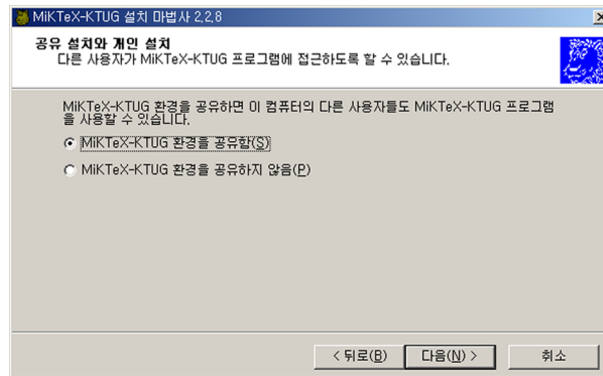 MiKTeX-KTUG 설치 마법사 2,2,8
공유 설치와 개인 설치
다른 사용자가 MiKTeX-KTUG 프로그램에 접근하도록 할 수 있습니다.
MiKTeX-KTUG 환경을 공유하면 이 컴퓨터의 다른 사용자들도 MiKTeX-KTUG 프로그램
을 사용할 수 있습니다.
MiKTeX-KTUG 환경을 공유함(S)
MiKTeX-KTUG 환경을 공유하지 않음(P)
< 뒤로(B) 다음(N) > 취소